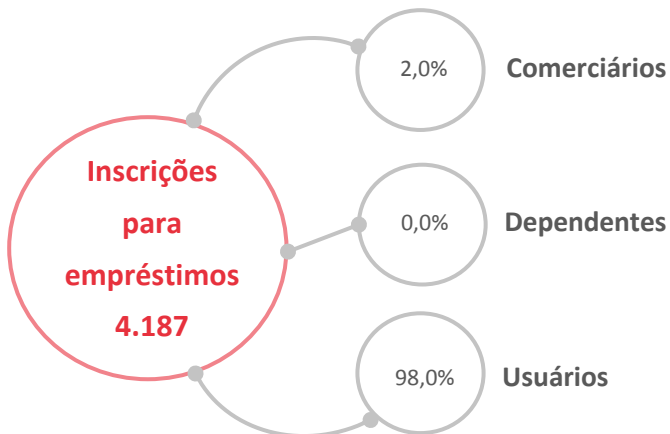 Inscrições
para
empréstimos
4.187
2,0%
Comerciários
0,0%
Dependentes
98,0%
Usuários